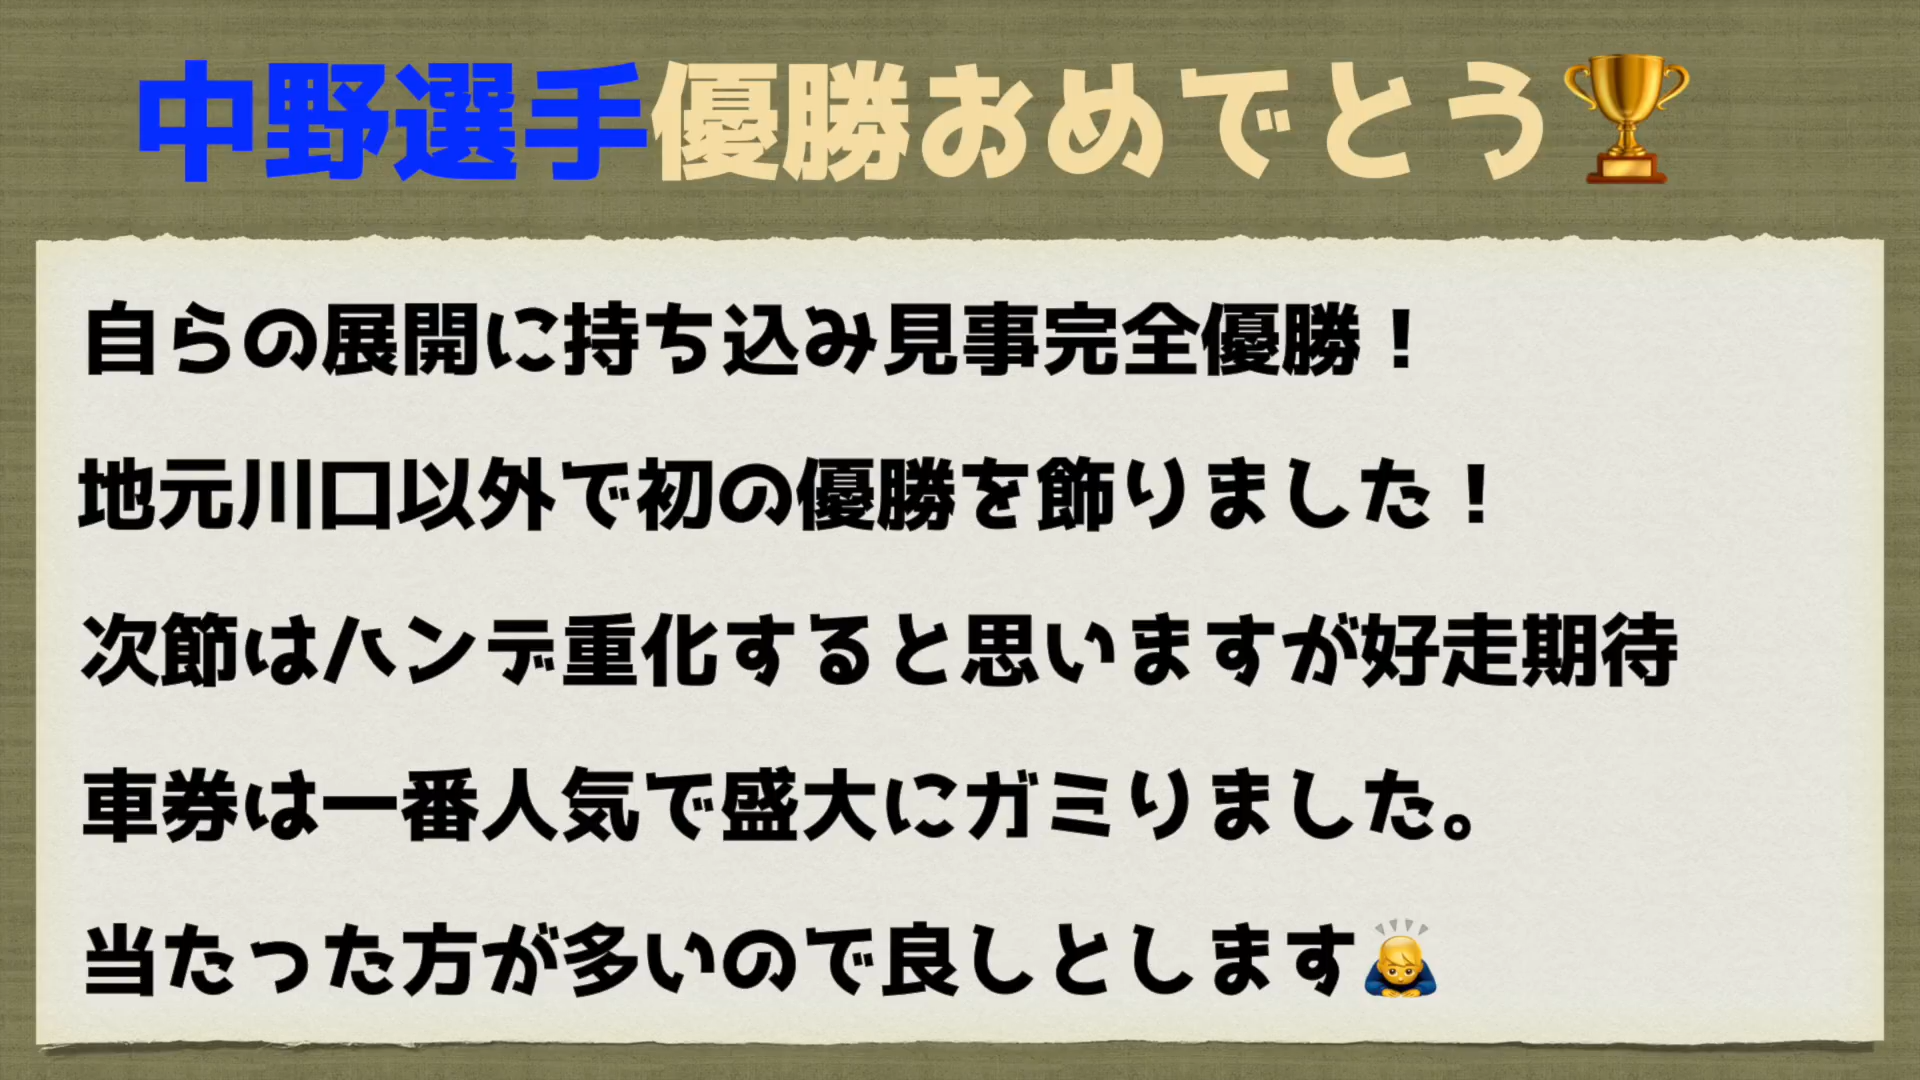 中野選手優勝おめでとう🏆
自らの展開に持ち込み見事完全優勝！
地元川口以外で初の優勝を飾りました！
次節はハンデ重化すると思いますが好走期待
車券は一番人気で盛大にガミりました。
当たった方が多いので良しとします🙇